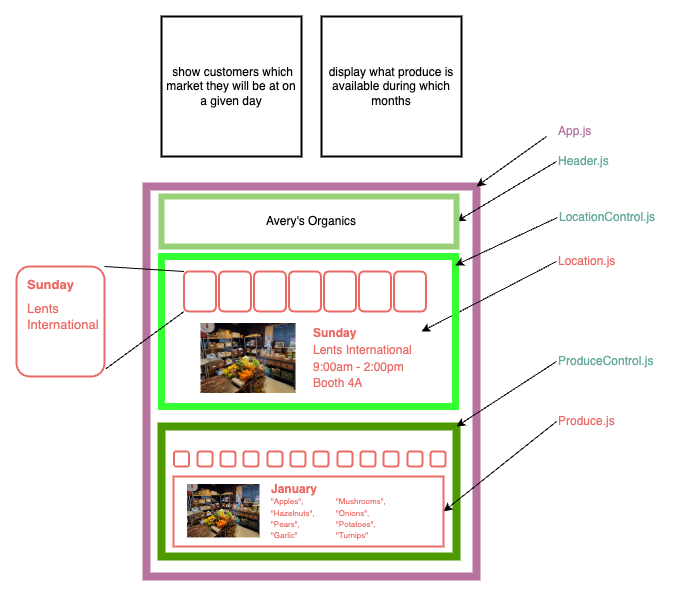 show customers which
market they will be at on
a given day
display what produce is
available during which
months
App.js
Header.js
Avery's Organics
LocationControl.js
Location.js
Sunday
Lents
International
Sunday
Lents International
9:00am - 2:00pm
Booth 4A
ProduceControl.js
Produce.js
January
"Apples",
"Hazelnuts",
"Pears",
"Garlic"
"Mushrooms",
"Onions",
"Potatoes",
"Turnips"